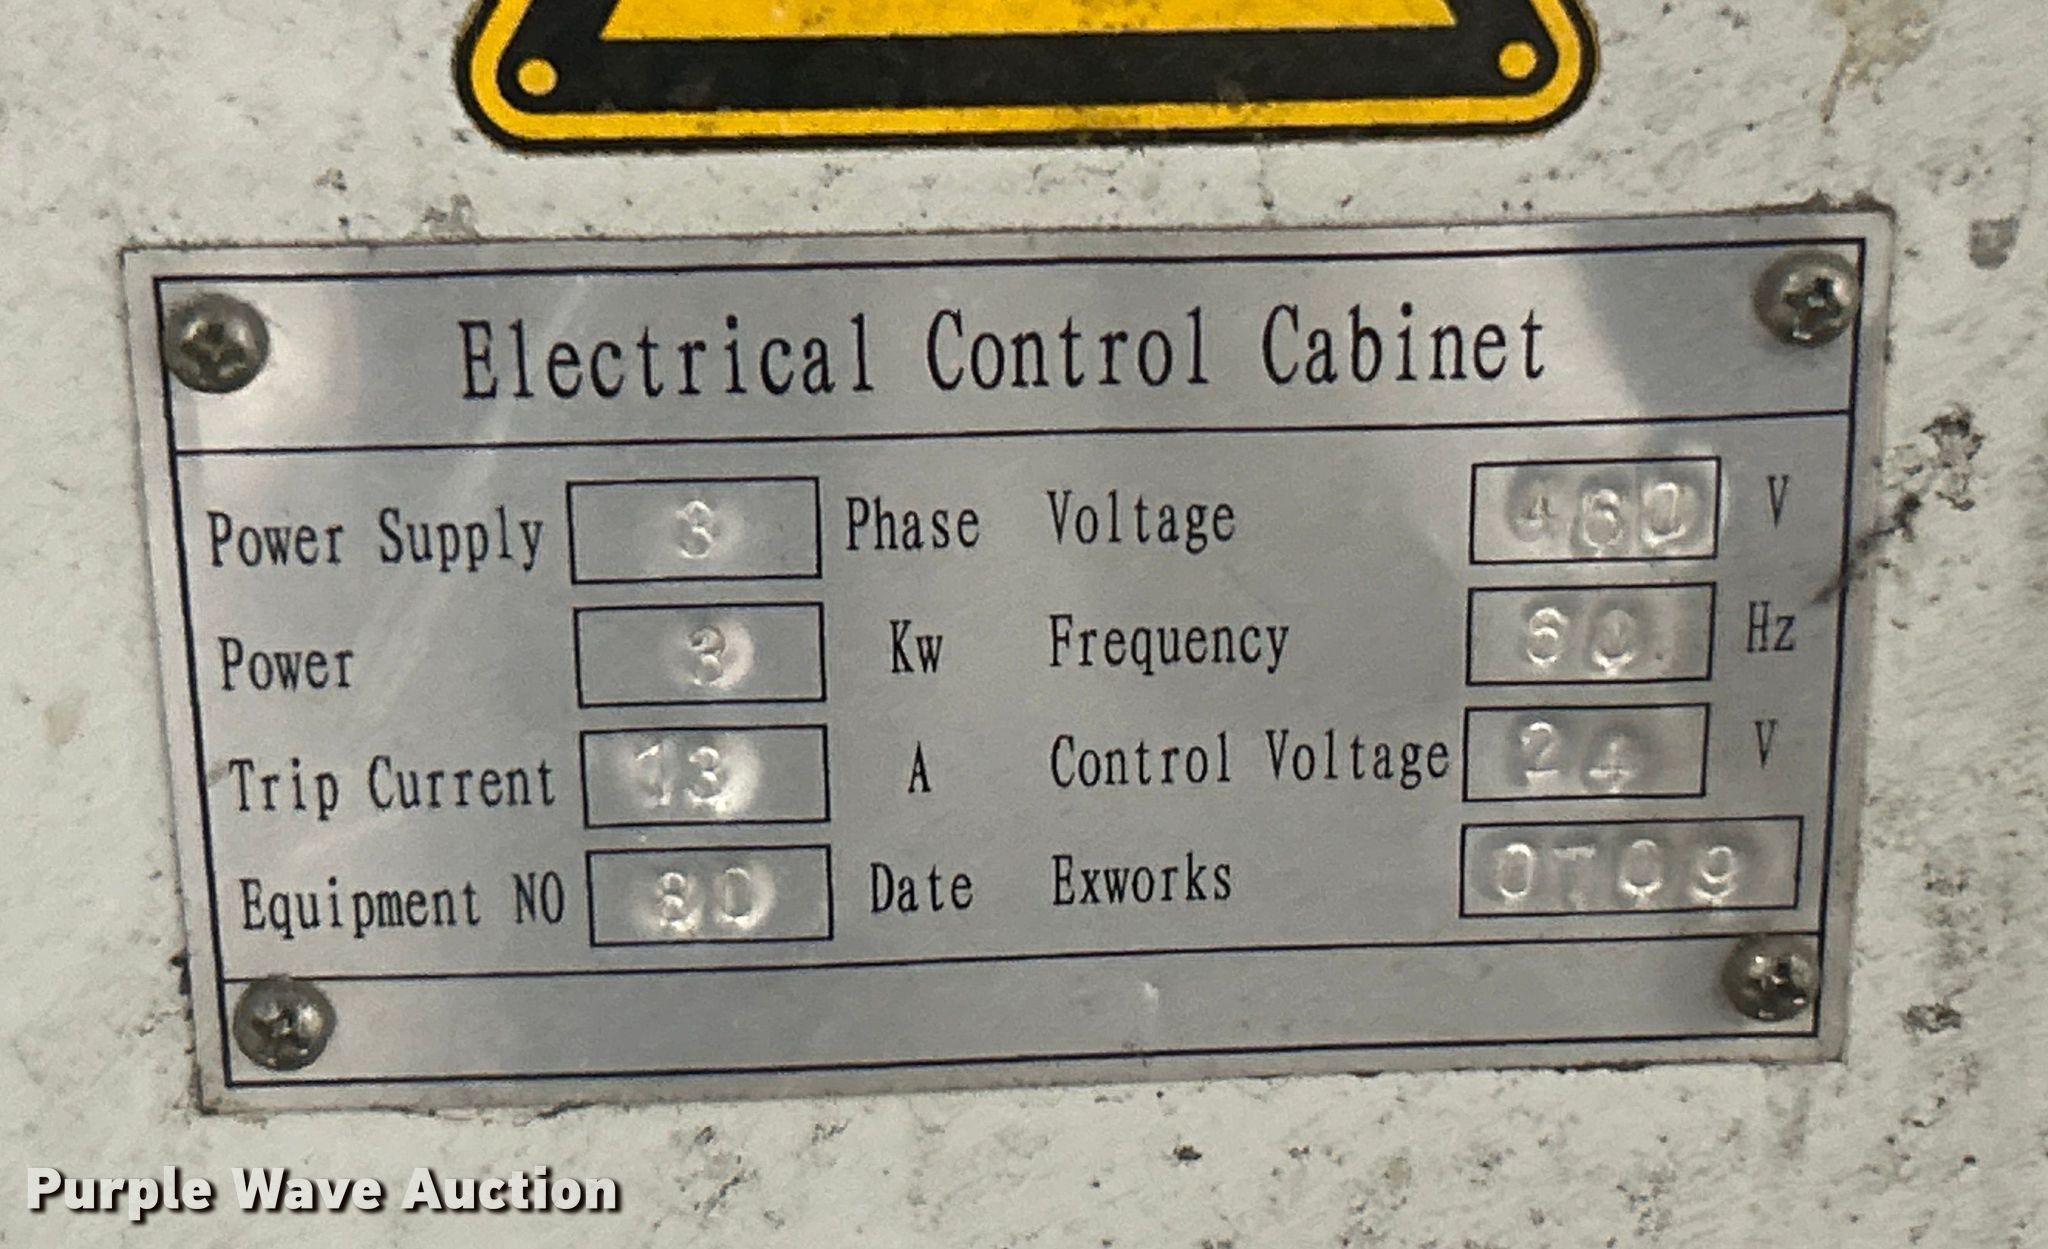 Electrical Control Cabinet
Power Supply 3 Phase Voltage 460 V
Power 3 Kw Frequency 60 Hz
Trip Current 13 A Control Voltage 24 V
Equipment NO 80 Date Exworks 0709
Purple Wave Auction